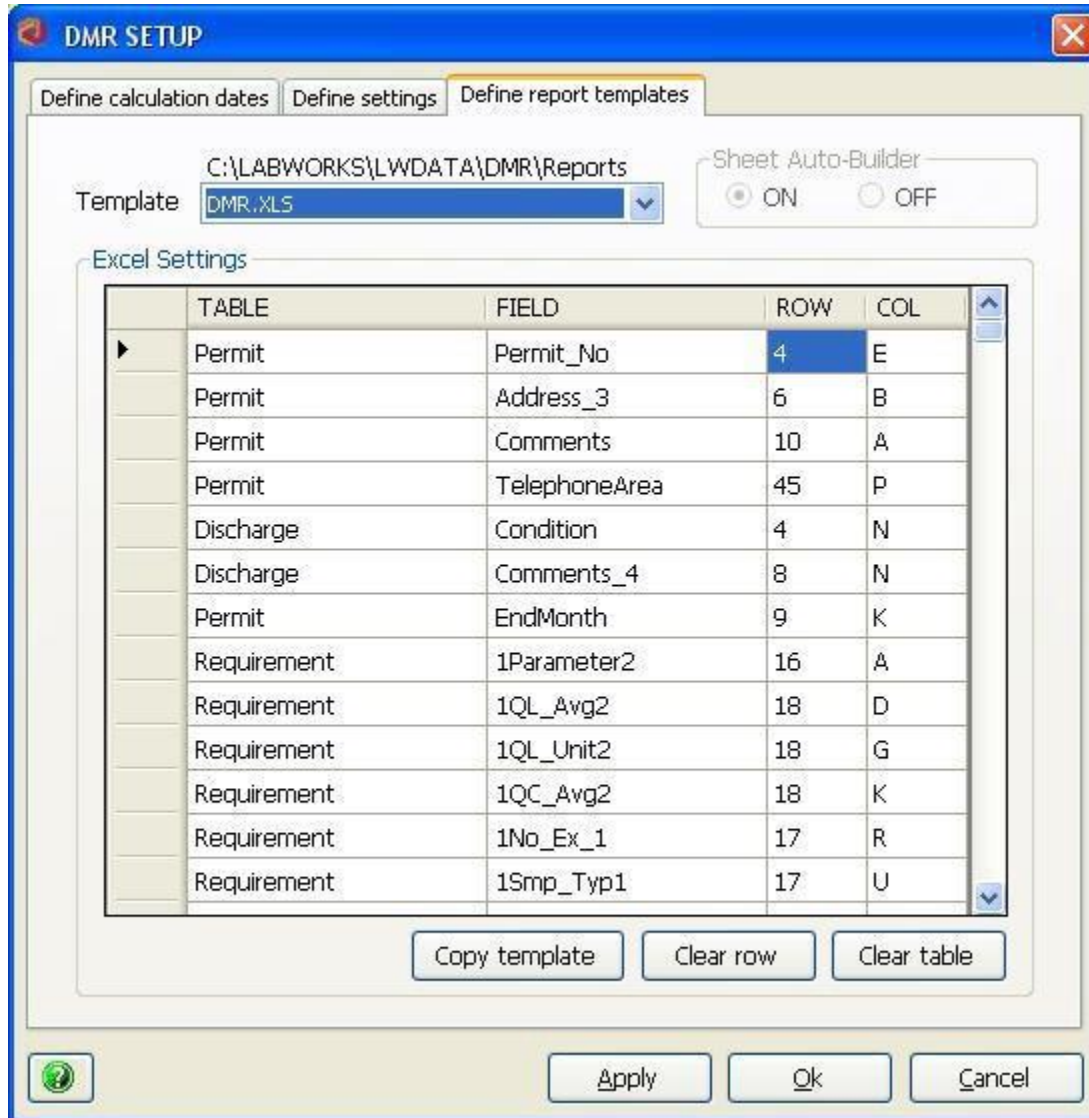 DMR SETUP
Define calculation dates Define settings Define report templates
C:\LABWORKS\LWDATA\DMR\Reports
Sheet Auto-Builder
Template DMR.XLS ON OFF
Excel Settings
TABLE FIELD ROW COL
Permit Permit_No 4 E
Permit Address_3 6 B
Permit Comments 10 A
Permit TelephoneArea 45 P
Discharge Condition 4 N
Discharge Comments_4 8 N
Permit EndMonth 9 K
Requirement 1Parameter2 16 A
Requirement 1QL_Avg2 18 D
Requirement 1QL_Unit2 18 G
Requirement 1QC_Avg2 18 K
Requirement 1No_Ex_1 17 R
Requirement 1Smp_Typ1 17 U
Copy template Clear row Clear table
? Apply Ok Cancel